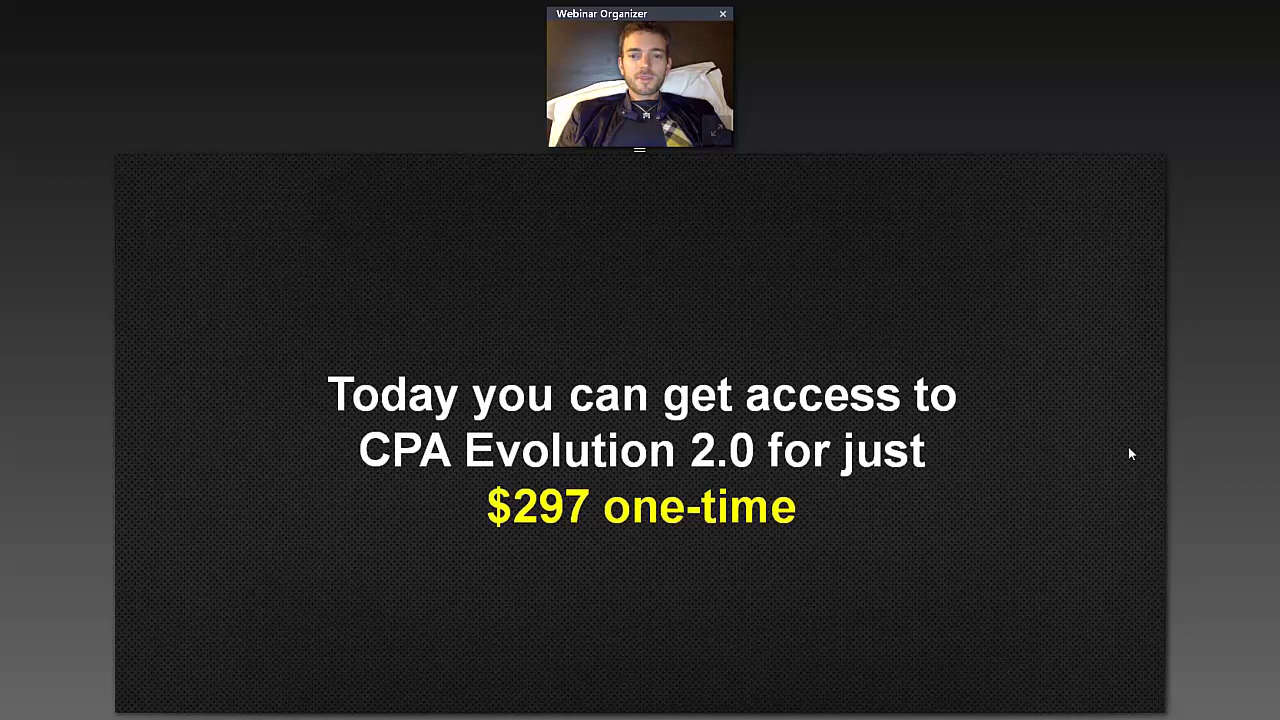 Webinar Organizer
Today you can get access to
CPA Evolution 2.0 for just
$297 one-time